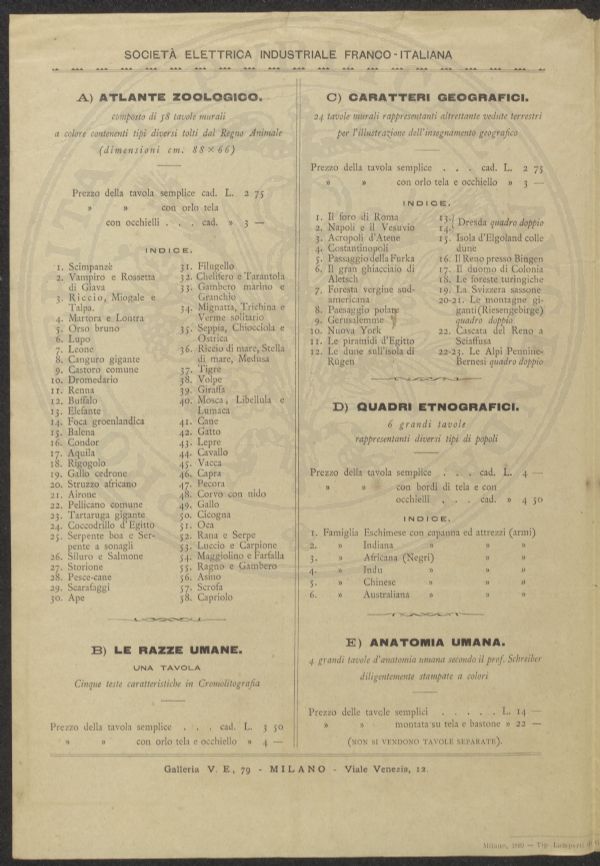 SOCIETÀ ELETTRICA INDUSTRIALE FRANCO-ITALIANA
A) ATLANTE ZOOLOGICO.
composto di 58 tavole murali
a colore contenenti tipi diversi tolti dal Regno Animale
(dimensioni cm. 88 × 66)
Prezzo della tavola semplice cad. L. 2 75
» » con orlo tela
con occhielli . . . cad. » 3 —
INDICE.
1. Scimpanzè
2. Vampiro e Rossetta
di Giava
3. Riccio, Miogale e
Talpa.
4. Martora e Lontra
5. Orso bruno
6. Lupo
7. Leone
8. Canguro gigante
9. Castoro comune
10. Dromedario
11. Renna
12. Buffalo
13. Elefante
14. Foca groenlandica
15. Balena
16. Condor
17. Aquila
18. Rigogolo
19. Gallo cedrone
20. Struzzo africano
21. Airone
22. Pellicano comune
23. Tartaruga gigante
24. Coccodrillo d'Egitto
25. Serpente boa e Ser-
pente a sonagli
26. Siluro e Salmone
27. Storione
28. Pesce-cane
29. Scarafaggi
30. Ape
31. Filugello
32. Chelifero e Tarantola
33. Gambero marino e
Granchio
34. Mignatta, Trichina e
Verme solitario
35. Seppia, Chiocciola e
Ostrica
36. Riccio di mare, Stella
di mare, Medusa
37. Tigre
38. Volpe
39. Giraffa
40. Mosca, Libellula e
Lumaca
41. Cane
42. Gatto
43. Lepre
44. Cavallo
45. Vacca
46. Capra
47. Pecora
48. Corvo con nido
49. Gallo
50. Cicogna
51. Oca
52. Rana e Serpe
53. Luccio e Carpione
54. Maggiolino e Farfalla
55. Ragno e Gambero
56. Asino
57. Scrofa
58. Capriolo
B) LE RAZZE UMANE.
UNA TAVOLA
Cinque teste caratteristiche in Cromolitografia
Prezzo della tavola semplice . . . cad. L. 3 50
» » con orlo tela e occhiello » 4 —
C) CARATTERI GEOGRAFICI.
24 tavole murali rappresentanti altrettante vedute terrestri
per l'illustrazione dell'insegnamento geografico
Prezzo della tavola semplice . . . cad. L. 2 75
» » con orlo tela e occhiello » 3 —
INDICE.
1. Il foro di Roma
2. Napoli e il Vesuvio
3. Acropoli d'Atene
4. Costantinopoli
5. Passaggio della Furka
6. Il gran ghiacciaio di
Aletsch
7. Foresta vergine sud-
americana
8. Paesaggio polare
9. Gerusalemme
10. Nuova York
11. Le piramidi d'Egitto
12. Le dune sull'isola di
Rügen
13.-
14.- Dresda quadro doppio
15. Isola d'Elgoland colle
dune
16. Il Reno presso Bingen
17. Il duomo di Colonia
18. Le foreste turingiche
19. La Svizzera sassone
20-21. Le montagne gi-
ganti (Riesengebirge)
quadro doppio
22. Cascata del Reno a
Sciaffusa
22-23. Le Alpi Pennine-
Bernesi quadro doppio
D) QUADRI ETNOGRAFICI.
6 grandi tavole
rappresentanti diversi tipi di popoli
Prezzo della tavola semplice . . . cad. L. 4 —
» » con bordi di tela e con
occhielli . . . cad. » 4 50
INDICE.
1. Famiglia Eschimese con capanna ed attrezzi (armi)
2. » Indiana » » »
3. » Africana (Negri) » »
4. » Indu » » »
5. » Chinese » » »
6. » Australiana » » »
E) ANATOMIA UMANA.
4 grandi tavole d'anatomia umana secondo il prof. Schreiber
diligentemente stampate a colori
Prezzo delle tavole semplici . . . . . L. 14 —
» » montata su tela e bastone » 22 —
(NON SI VENDONO TAVOLE SEPARATE).
Galleria V. E, 79 - MILANO - Viale Venezia, 12.
Milano, — Tip.